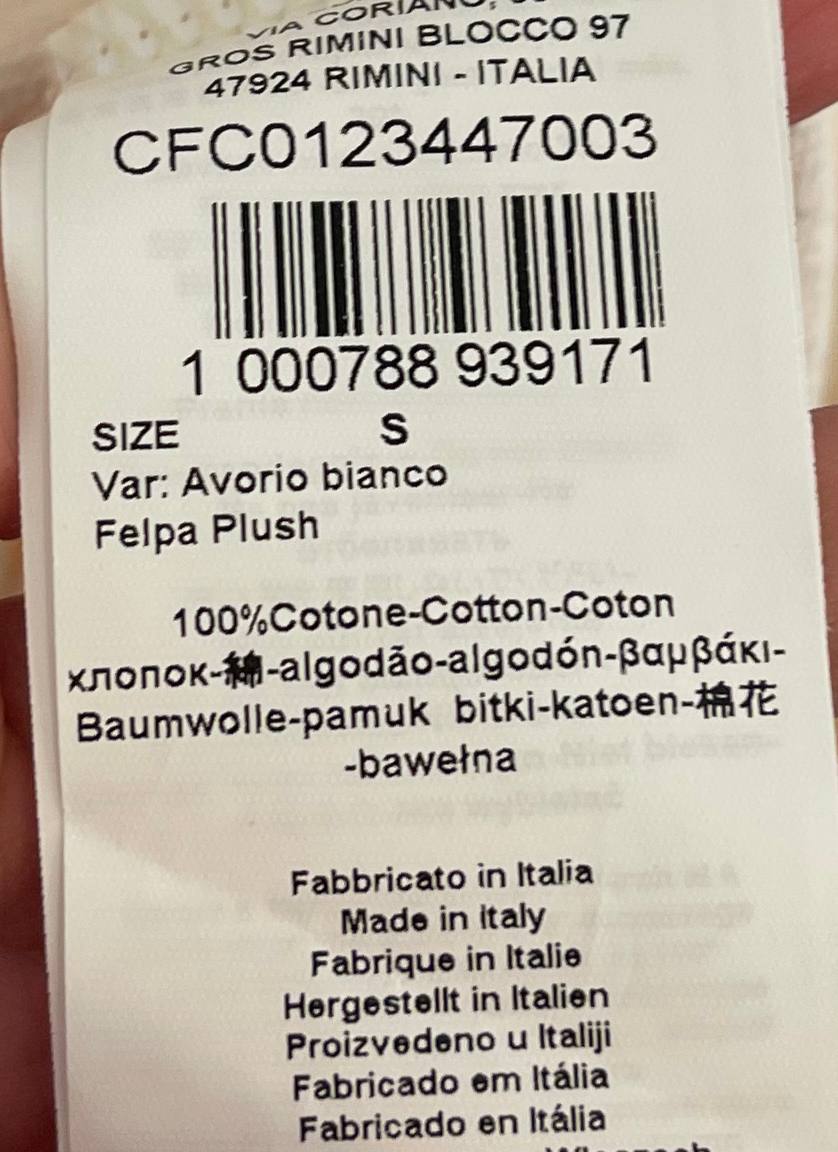 VIA CORIANO,
GROS RIMINI BLOCCO 97
47924 RIMINI - ITALIA
CFC0123447003
1 000788 939171
SIZE S
Var: Avorio bianco
Felpa Plush
100%Cotone-Cotton-Coton
хлопок-綿-algodão-algodón-βαμβάκι-
Baumwolle-pamuk bitki-katoen-棉花
-bawełna
Fabbricato in Italia
Made in Italy
Fabrique in Italie
Hergestellt in Italien
Proizvedeno u Italiji
Fabricado em Itália
Fabricado en Itália